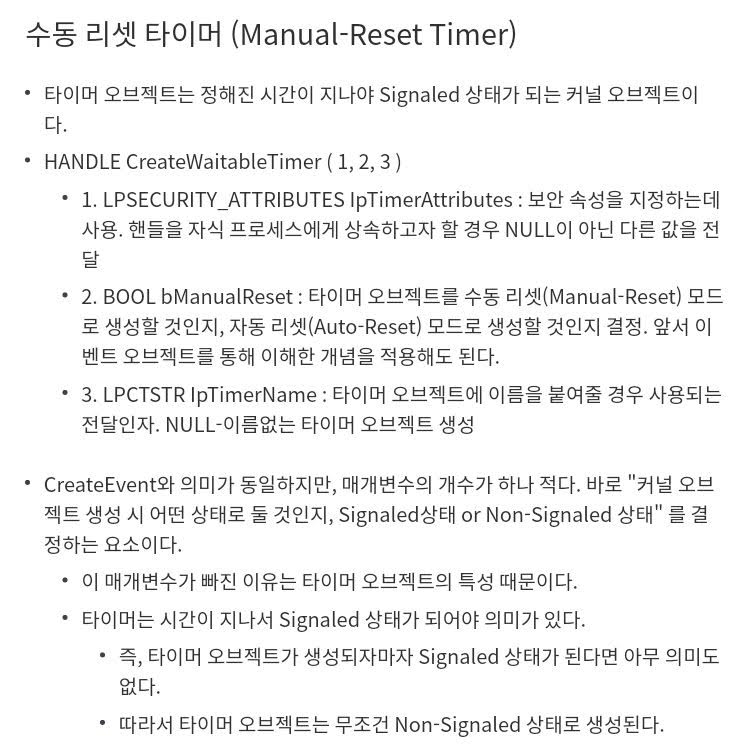 수동 리셋 타이머 (Manual-Reset Timer)
• 타이머 오브젝트는 정해진 시간이 지나야 Signaled 상태가 되는 커널 오브젝트이
다.
• HANDLE CreateWaitableTimer ( 1, 2, 3 )
• 1. LPSECURITY_ATTRIBUTES IpTimerAttributes : 보안 속성을 지정하는데
사용. 핸들을 자식 프로세스에게 상속하고자 할 경우 NULL이 아닌 다른 값을 전
달
• 2. BOOL bManualReset : 타이머 오브젝트를 수동 리셋(Manual-Reset) 모드
로 생성할 것인지, 자동 리셋(Auto-Reset) 모드로 생성할 것인지 결정. 앞서 이
벤트 오브젝트를 통해 이해한 개념을 적용해도 된다.
• 3. LPCTSTR IpTimerName : 타이머 오브젝트에 이름을 붙여줄 경우 사용되는
전달인자. NULL-이름없는 타이머 오브젝트 생성
• CreateEvent와 의미가 동일하지만, 매개변수의 개수가 하나 적다. 바로 "커널 오브
젝트 생성 시 어떤 상태로 둘 것인지, Signaled상태 or Non-Signaled 상태" 를 결
정하는 요소이다.
• 이 매개변수가 빠진 이유는 타이머 오브젝트의 특성 때문이다.
• 타이머는 시간이 지나서 Signaled 상태가 되어야 의미가 있다.
• 즉, 타이머 오브젝트가 생성되자마자 Signaled 상태가 된다면 아무 의미도
없다.
• 따라서 타이머 오브젝트는 무조건 Non-Signaled 상태로 생성된다.